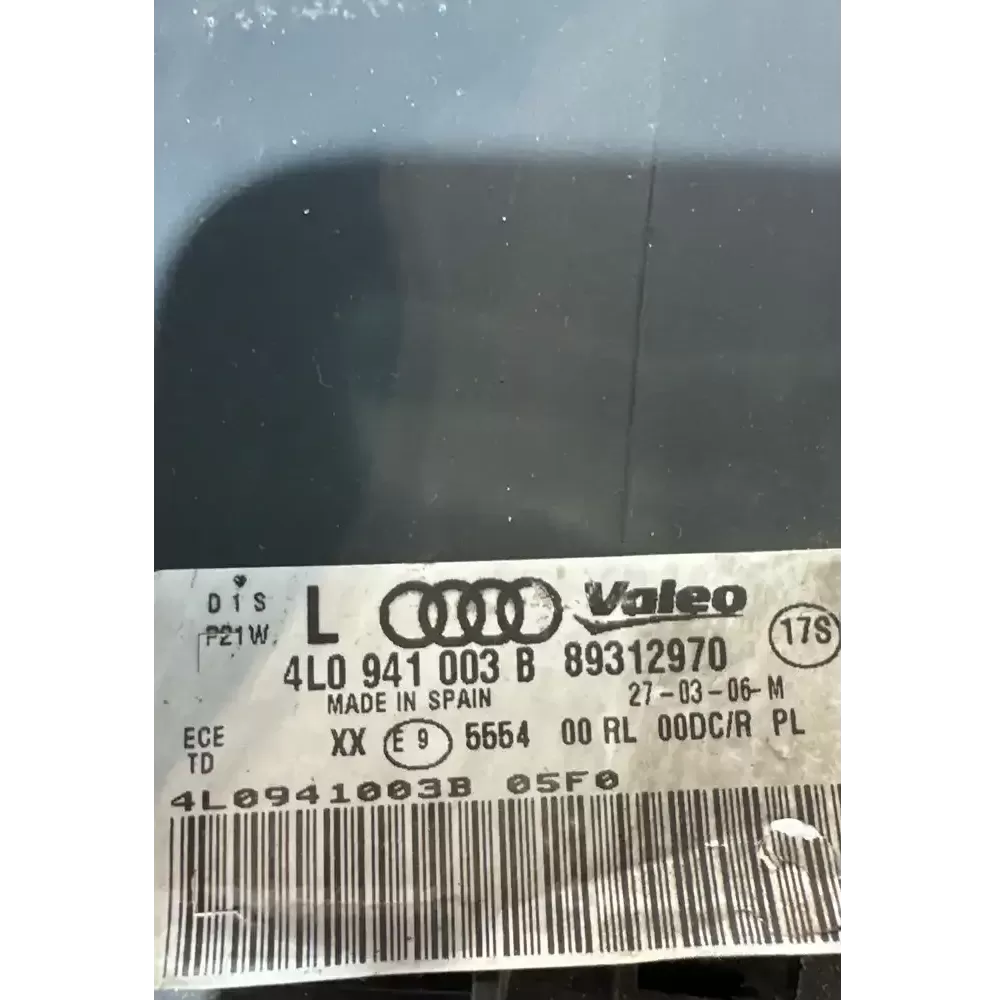 D1S L Valeo
P21W 17S
4L0 941 003 B 89312970
MADE IN SPAIN 27-03-06-M
ECE XX E 9 5554 00 RL 00DC/R PL
TD
4L0941003B 05F0